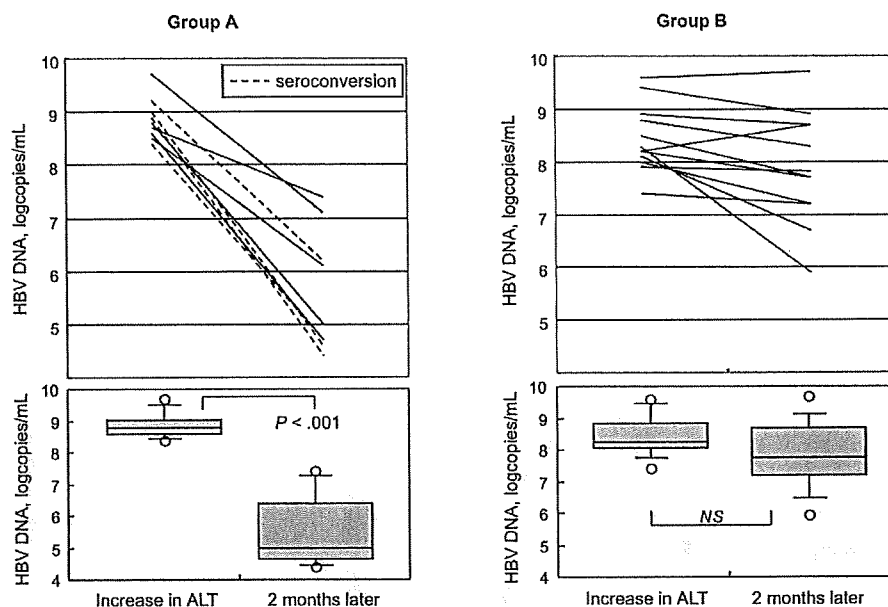 Group A
Group B
10
9
8
7
6
5
HBV DNA, logcopies/mL
seroconversion
10
9
8
7
6
5
HBV DNA, logcopies/mL
10
9
8
7
6
5
4
HBV DNA, logcopies/mL
P < .001
Increase in ALT
2 months later
10
9
8
7
6
5
4
HBV DNA, logcopies/mL
NS
Increase in ALT
2 months later